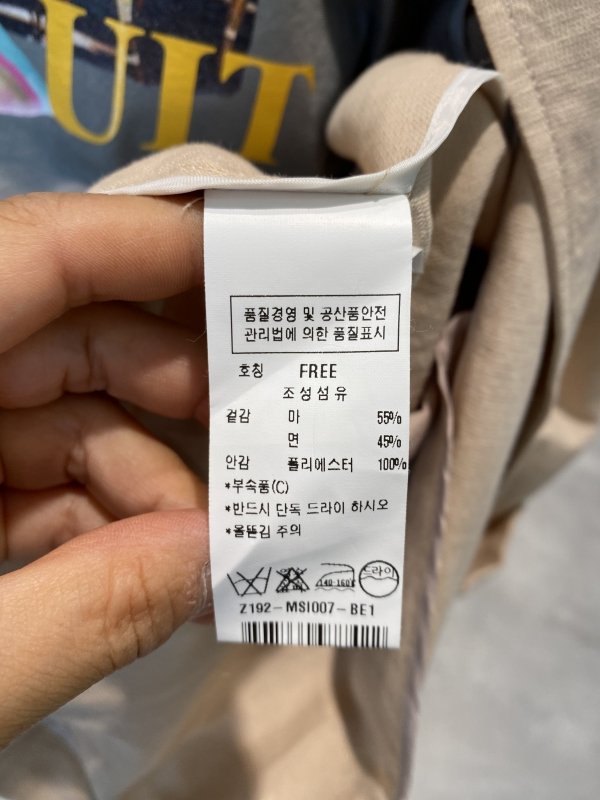 UIT
품질경영 및 공산품안전
관리법에 의한 품질표시
호칭 FREE
조성섬유
겉감 마 55%
면 45%
안감 폴리에스터 100%
*부속품(C)
*반드시 단독 드라이 하시오
*올뜯김 주의
140-160 드라이
Z192-MSI007-BE1